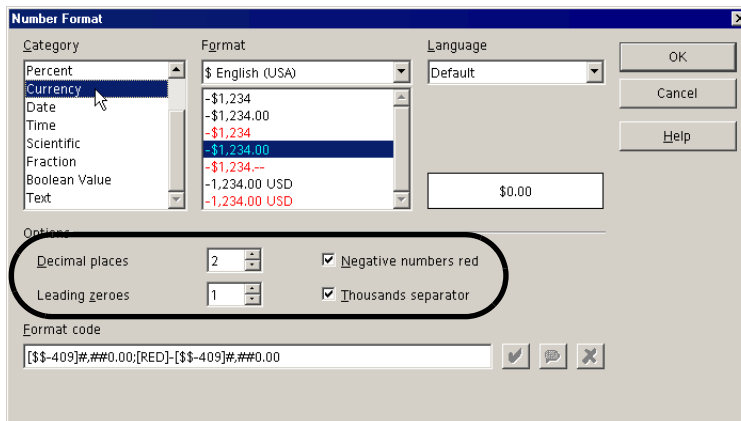 Number Format
Category
Format
Language
Percent
Currency
Date
Time
Scientific
Fraction
Boolean Value
Text
$ English (USA)
-$1,234
-$1,234.00
-$1,234
-$1,234.00
-$1,234.--
-1,234.00 USD
-1,234.00 USD
Default
$0.00
OK
Cancel
Help
Options
Decimal places
2
Negative numbers red
Leading zeroes
1
Thousands separator
Format code
[$$-409]#,##0.00;[RED]-[$$-409]#,##0.00